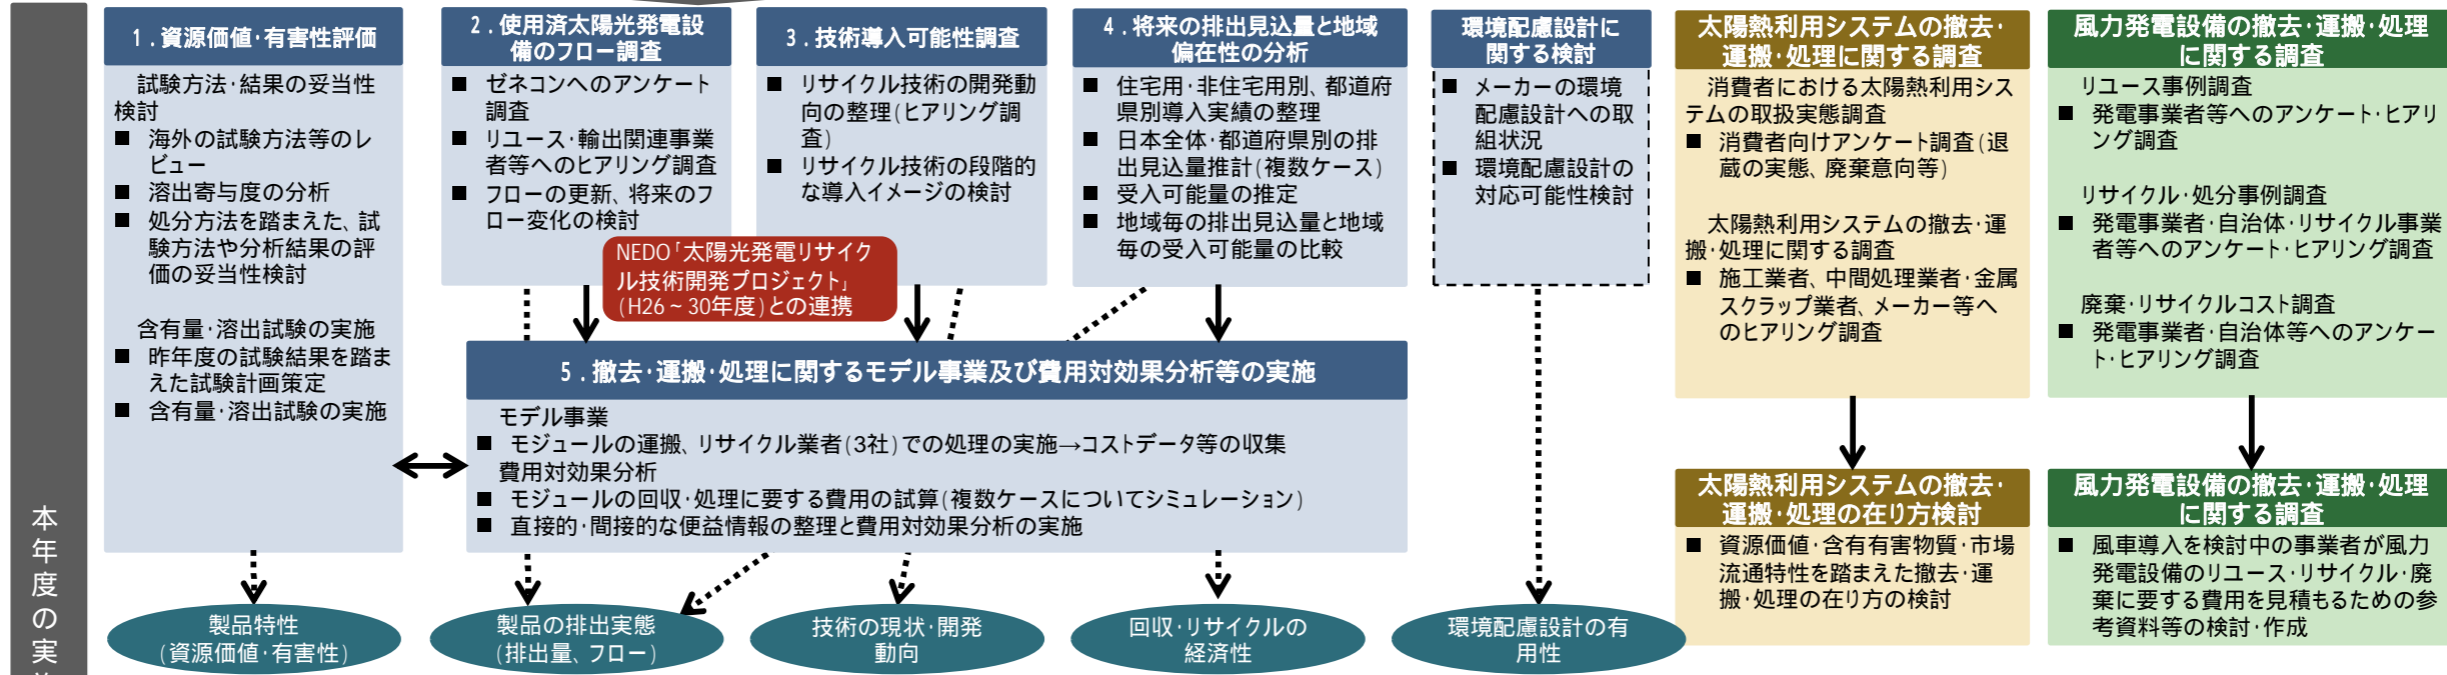 本年度の実
1.資源価値・有害性評価
試験方法・結果の妥当性
検討
■ 海外の試験方法等のレ
ビュー
■ 溶出寄与度の分析
■ 処分方法を踏まえた、試
験方法や分析結果の評
価の妥当性検討
含有量・溶出試験の実施
■ 昨年度の試験結果を踏ま
えた試験計画策定
■ 含有量・溶出試験の実施
2.使用済太陽光発電設
備のフロー調査
■ ゼネコンへのアンケート
調査
■ リユース・輸出関連事業
者等へのヒアリング調査
■ フローの更新、将来のフ
ロー変化の検討
3.技術導入可能性調査
■ リサイクル技術の開発動
向の整理(ヒアリング調
査)
■ リサイクル技術の段階的
な導入イメージの検討
NEDO「太陽光発電リサイク
ル技術開発プロジェクト」
(H26~30年度)との連携
4.将来の排出見込量と地域
偏在性の分析
■ 住宅用・非住宅用別、都道府
県別導入実績の整理
■ 日本全体・都道府県別の排
出見込量推計(複数ケース)
■ 受入可能量の推定
■ 地域毎の排出見込量と地域
毎の受入可能量の比較
環境配慮設計に
関する検討
■ メーカーの環境
配慮設計への取
組状況
■ 環境配慮設計の
対応可能性検討
5.撤去・運搬・処理に関するモデル事業及び費用対効果分析等の実施
モデル事業
■ モジュールの運搬、リサイクル業者(3社)での処理の実施→コストデータ等の収集
費用対効果分析
■ モジュールの回収・処理に要する費用の試算(複数ケースについてシミュレーション)
■ 直接的・間接的な便益情報の整理と費用対効果分析の実施
製品特性
(資源価値・有害性)
製品の排出実態
(排出量、フロー)
技術の現状・開発
動向
回収・リサイクルの
経済性
環境配慮設計の有
用性
太陽熱利用システムの撤去・
運搬・処理に関する調査
消費者における太陽熱利用シス
テムの取扱実態調査
■ 消費者向けアンケート調査(退
蔵の実態、廃棄意向等)
太陽熱利用システムの撤去・運
搬・処理に関する調査
■ 施工業者、中間処理業者・金属
スクラップ業者、メーカー等へ
のヒアリング調査
太陽熱利用システムの撤去・
運搬・処理の在り方検討
■ 資源価値・含有有害物質・市場
流通特性を踏まえた撤去・運
搬・処理の在り方の検討
風力発電設備の撤去・運搬・処理
に関する調査
リユース事例調査
■ 発電事業者等へのアンケート・ヒアリ
ング調査
リサイクル・処分事例調査
■ 発電事業者・自治体・リサイクル事業
者等へのアンケート・ヒアリング調査
廃棄・リサイクルコスト調査
■ 発電事業者・自治体等へのアンケー
ト・ヒアリング調査
風力発電設備の撤去・運搬・処理
に関する調査
■ 風車導入を検討中の事業者が風力
発電設備のリユース・リサイクル・廃
棄に要する費用を見積もるための参
考資料等の検討・作成